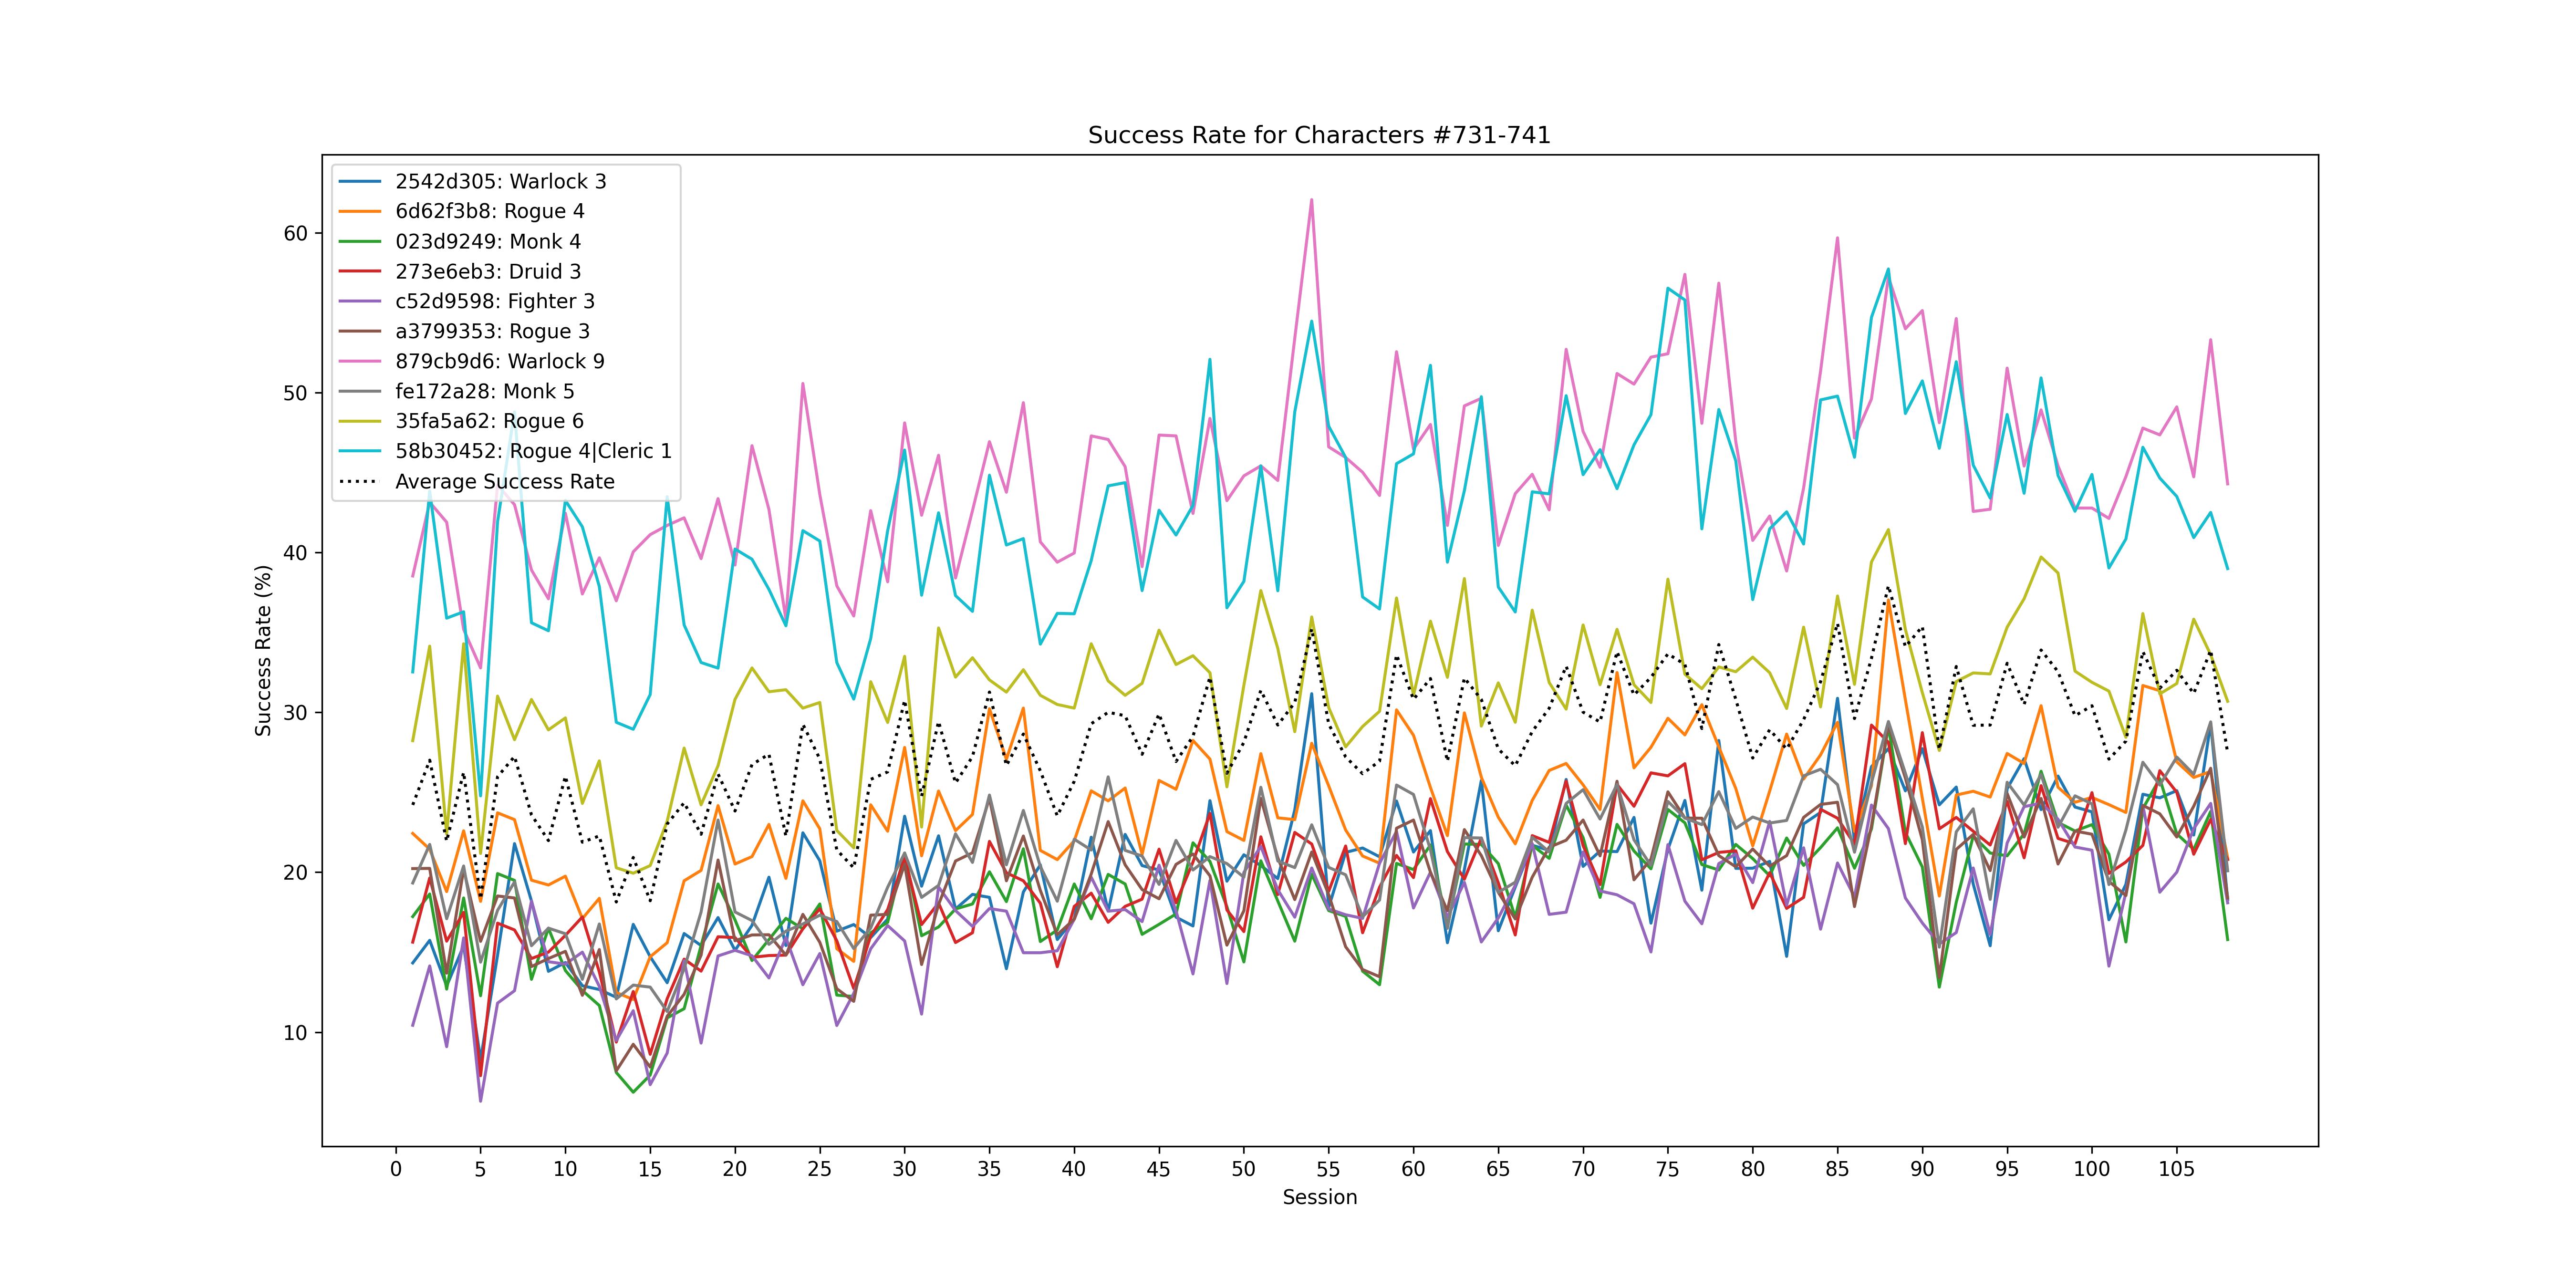 Success Rate for Characters #731-741
2542d305: Warlock 3
6d62f3b8: Rogue 4
023d9249: Monk 4
273e6eb3: Druid 3
c52d9598: Fighter 3
a3799353: Rogue 3
879cb9d6: Warlock 9
fe172a28: Monk 5
35fa5a62: Rogue 6
58b30452: Rogue 4|Cleric 1
Average Success Rate
Success Rate (%)
60
50
40
30
20
10
0 5 10 15 20 25 30 35 40 45 50 55 60 65 70 75 80 85 90 95 100 105
Session